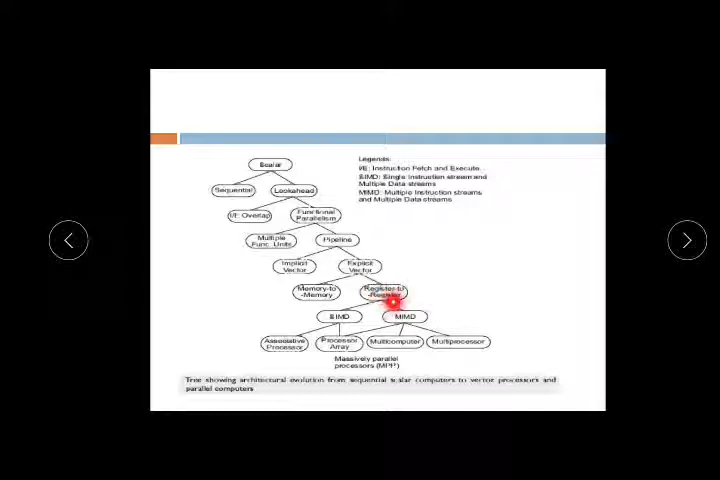 Scalar
Legends:
I/E: Instruction Fetch and Execute.
SIMD: Single Instruction stream and
Multiple Data streams
MIMD: Multiple Instruction streams
and Multiple Data streams
Sequential
Lookahead
I/E Overlap
Functional
Parallelism
Multiple
Func. Units
Pipeline
Implicit
Vector
Explicit
Vector
Memory-to
-Memory
Register-to
-Register
SIMD
MIMD
Associative
Processor
Processor
Array
Multicomputer
Multiprocessor
Massively parallel
processors (MPP)
Tree showing architectural evolution from sequential scalar computers to vector processors and
parallel computers